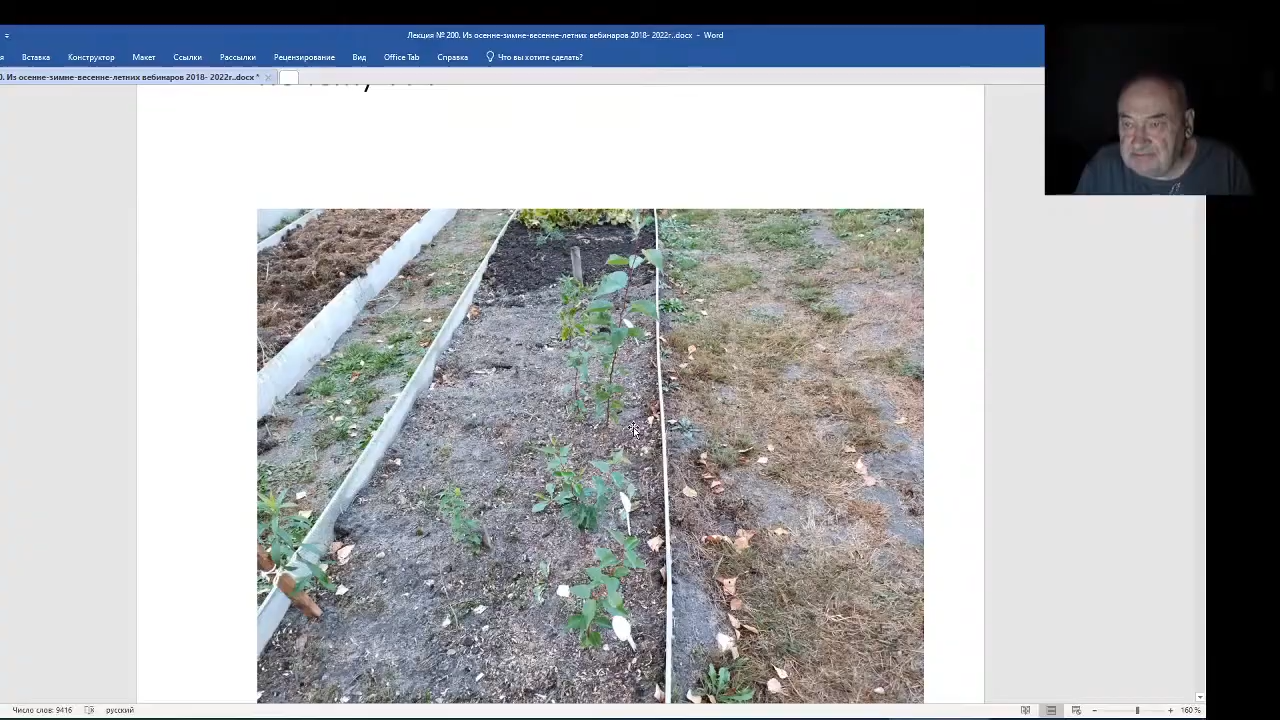 Лекция № 200. Из осенне-зимне-весенне-летних вебинаров 2018- 2022г..docx - Word
Вставка Конструктор Макет Ссылки Рассылки Рецензирование Вид Office Tab Справка Что вы хотите сделать?
0. Из осенне-зимне-весенне-летних вебинаров 2018- 2022г..docx *
Число слов: 9416 русский 160 %